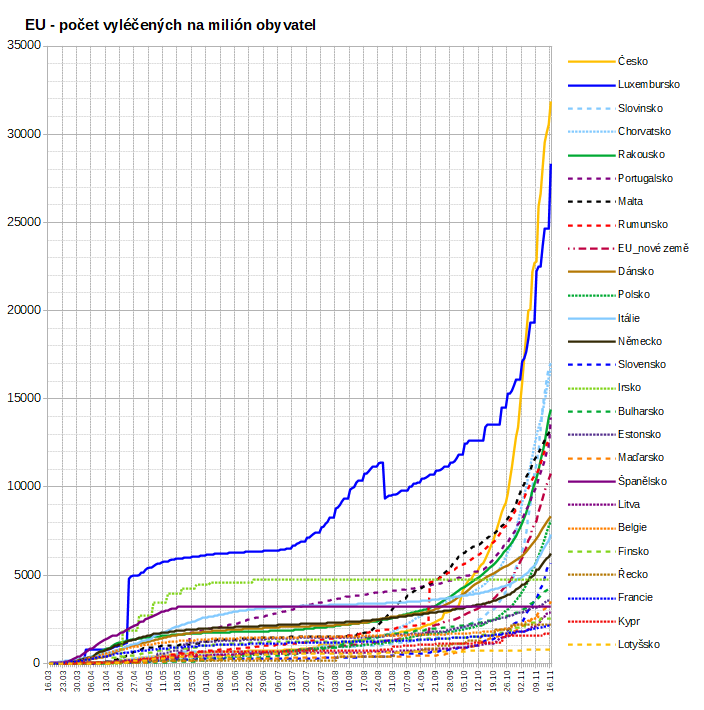 EU - počet vyléčených na milión obyvatel
35000
30000
25000
20000
15000
10000
5000
0
16.03
23.03
30.03
06.04
13.04
20.04
27.04
04.05
11.05
18.05
25.05
01.06
08.06
15.06
22.06
29.06
06.07
13.07
20.07
27.07
03.08
10.08
17.08
24.08
31.08
07.09
14.09
21.09
28.09
05.10
12.10
19.10
26.10
02.11
09.11
16.11
Česko
Luxembursko
Slovinsko
Chorvatsko
Rakousko
Portugalsko
Malta
Rumunsko
EU_nové země
Dánsko
Polsko
Itálie
Německo
Slovensko
Irsko
Bulharsko
Estonsko
Maďarsko
Španělsko
Litva
Belgie
Finsko
Řecko
Francie
Kypr
Lotyšsko